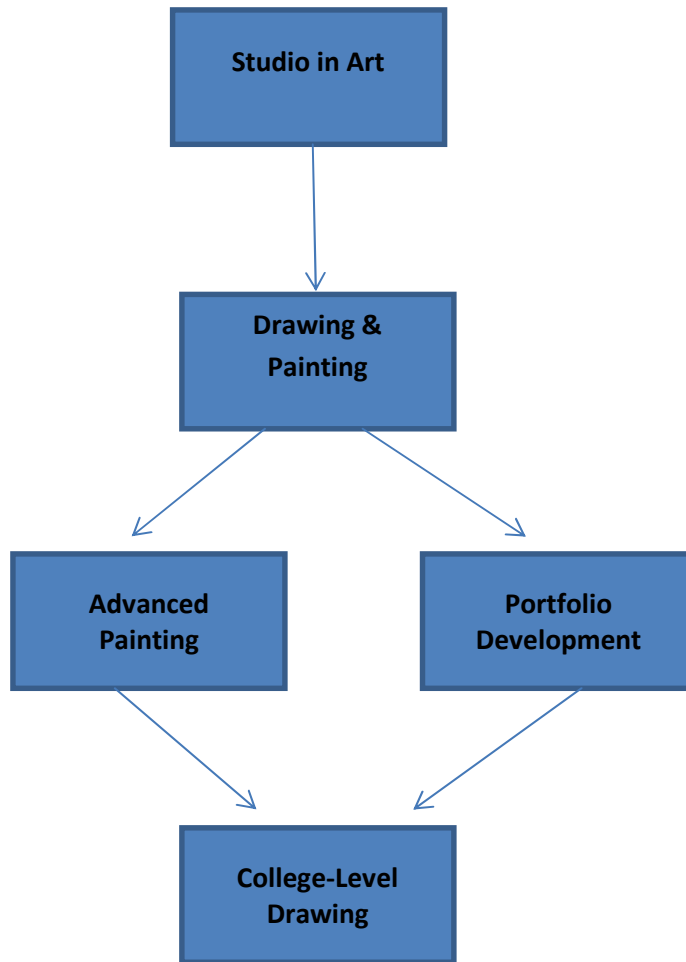 Studio in Art
Drawing &
Painting
Advanced
Painting
Portfolio
Development
College-Level
Drawing